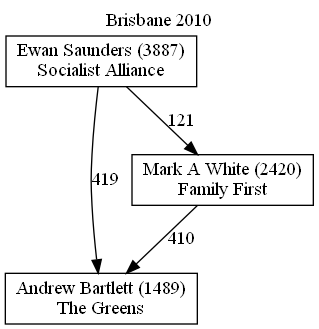 Brisbane 2010
Ewan Saunders (3887)
Socialist Alliance
121
Mark A White (2420)
Family First
419
410
Andrew Bartlett (1489)
The Greens